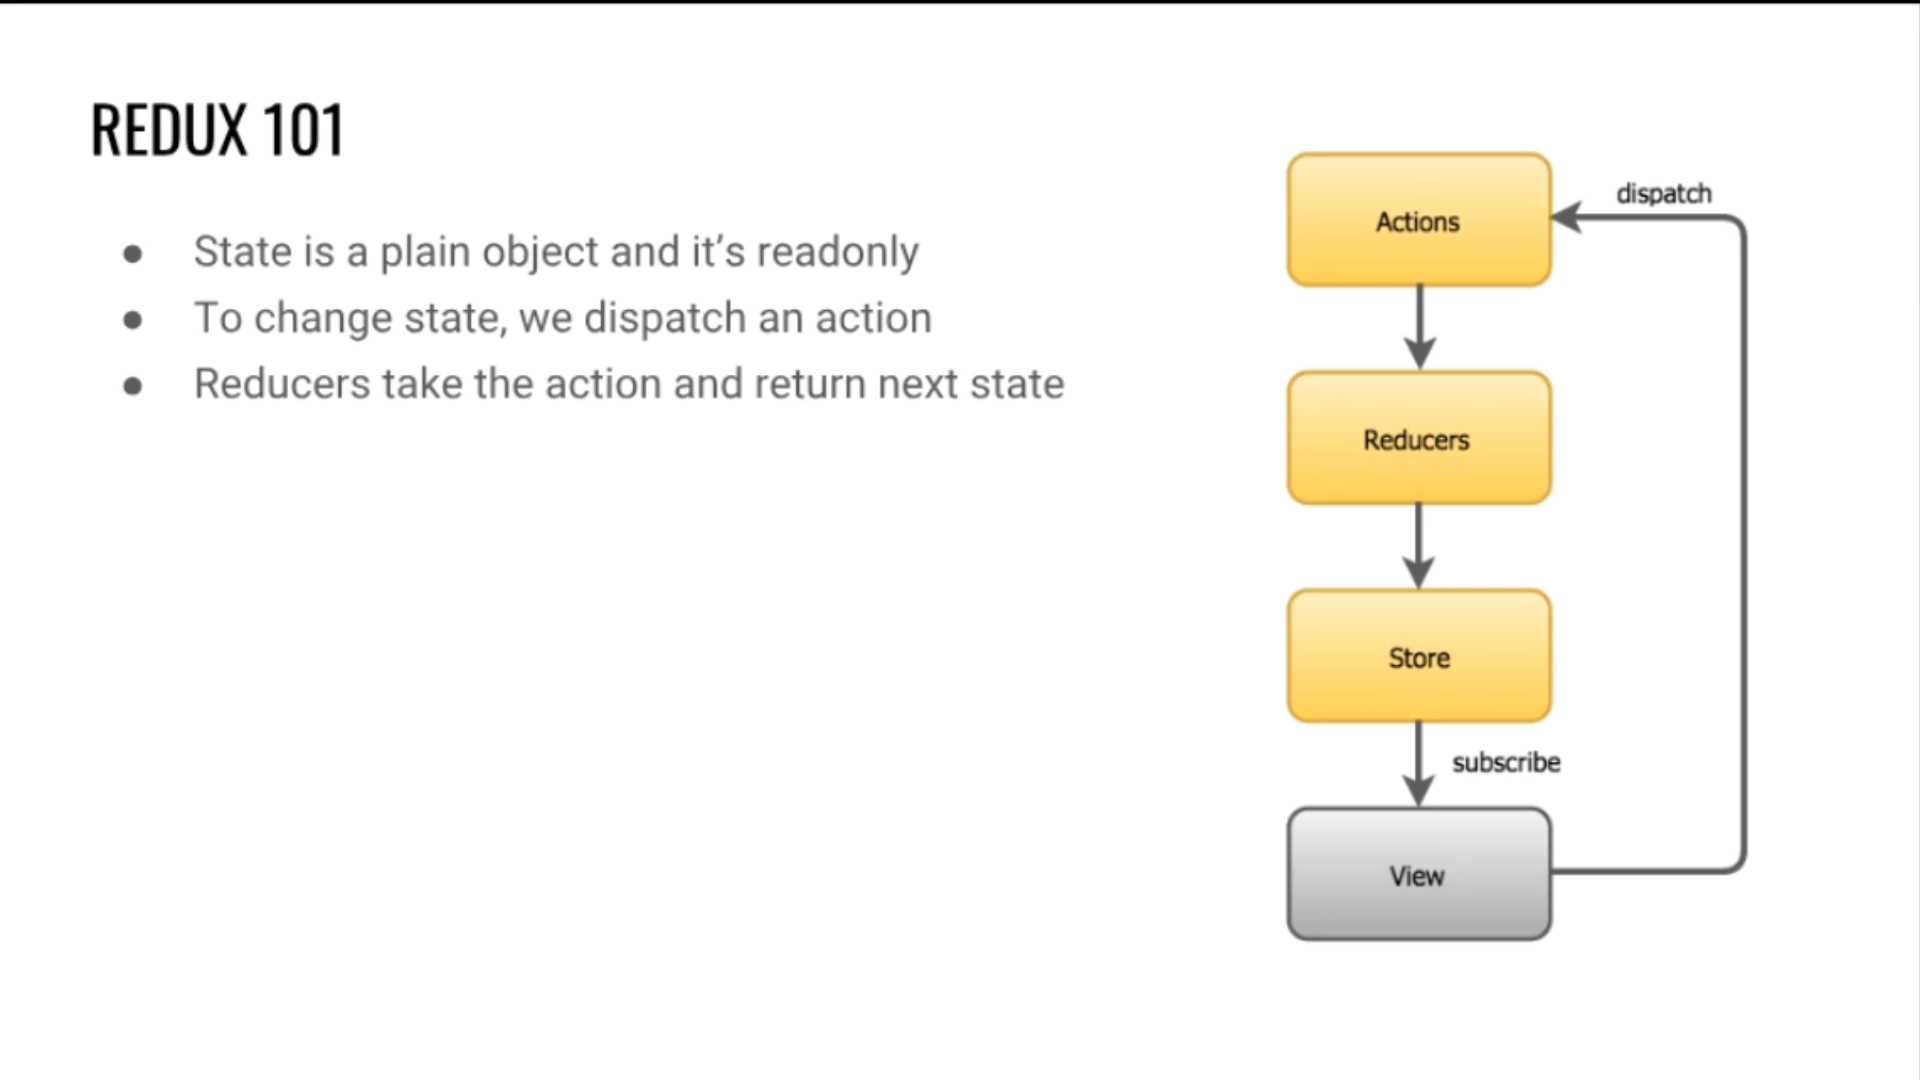 REDUX 101
● State is a plain object and it’s readonly
● To change state, we dispatch an action
● Reducers take the action and return next state
Actions
dispatch
Reducers
Store
subscribe
View